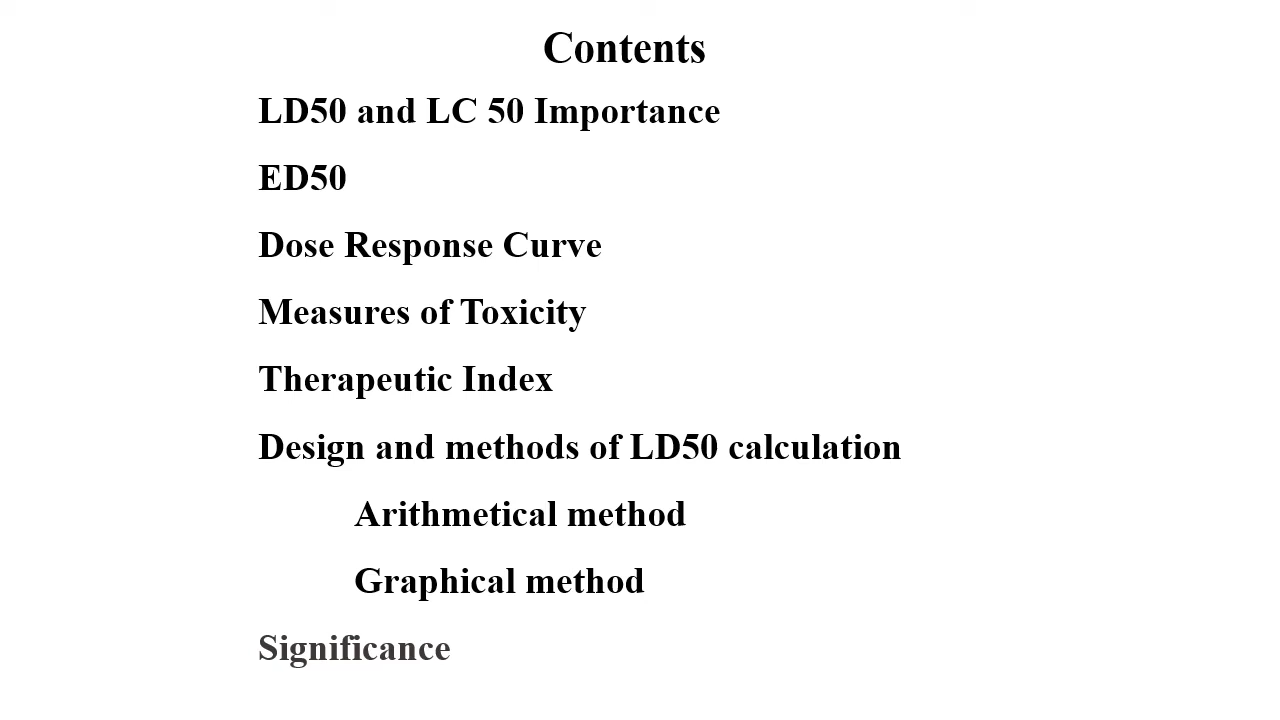 Contents
LD50 and LC 50 Importance
ED50
Dose Response Curve
Measures of Toxicity
Therapeutic Index
Design and methods of LD50 calculation
Arithmetical method
Graphical method
Significance